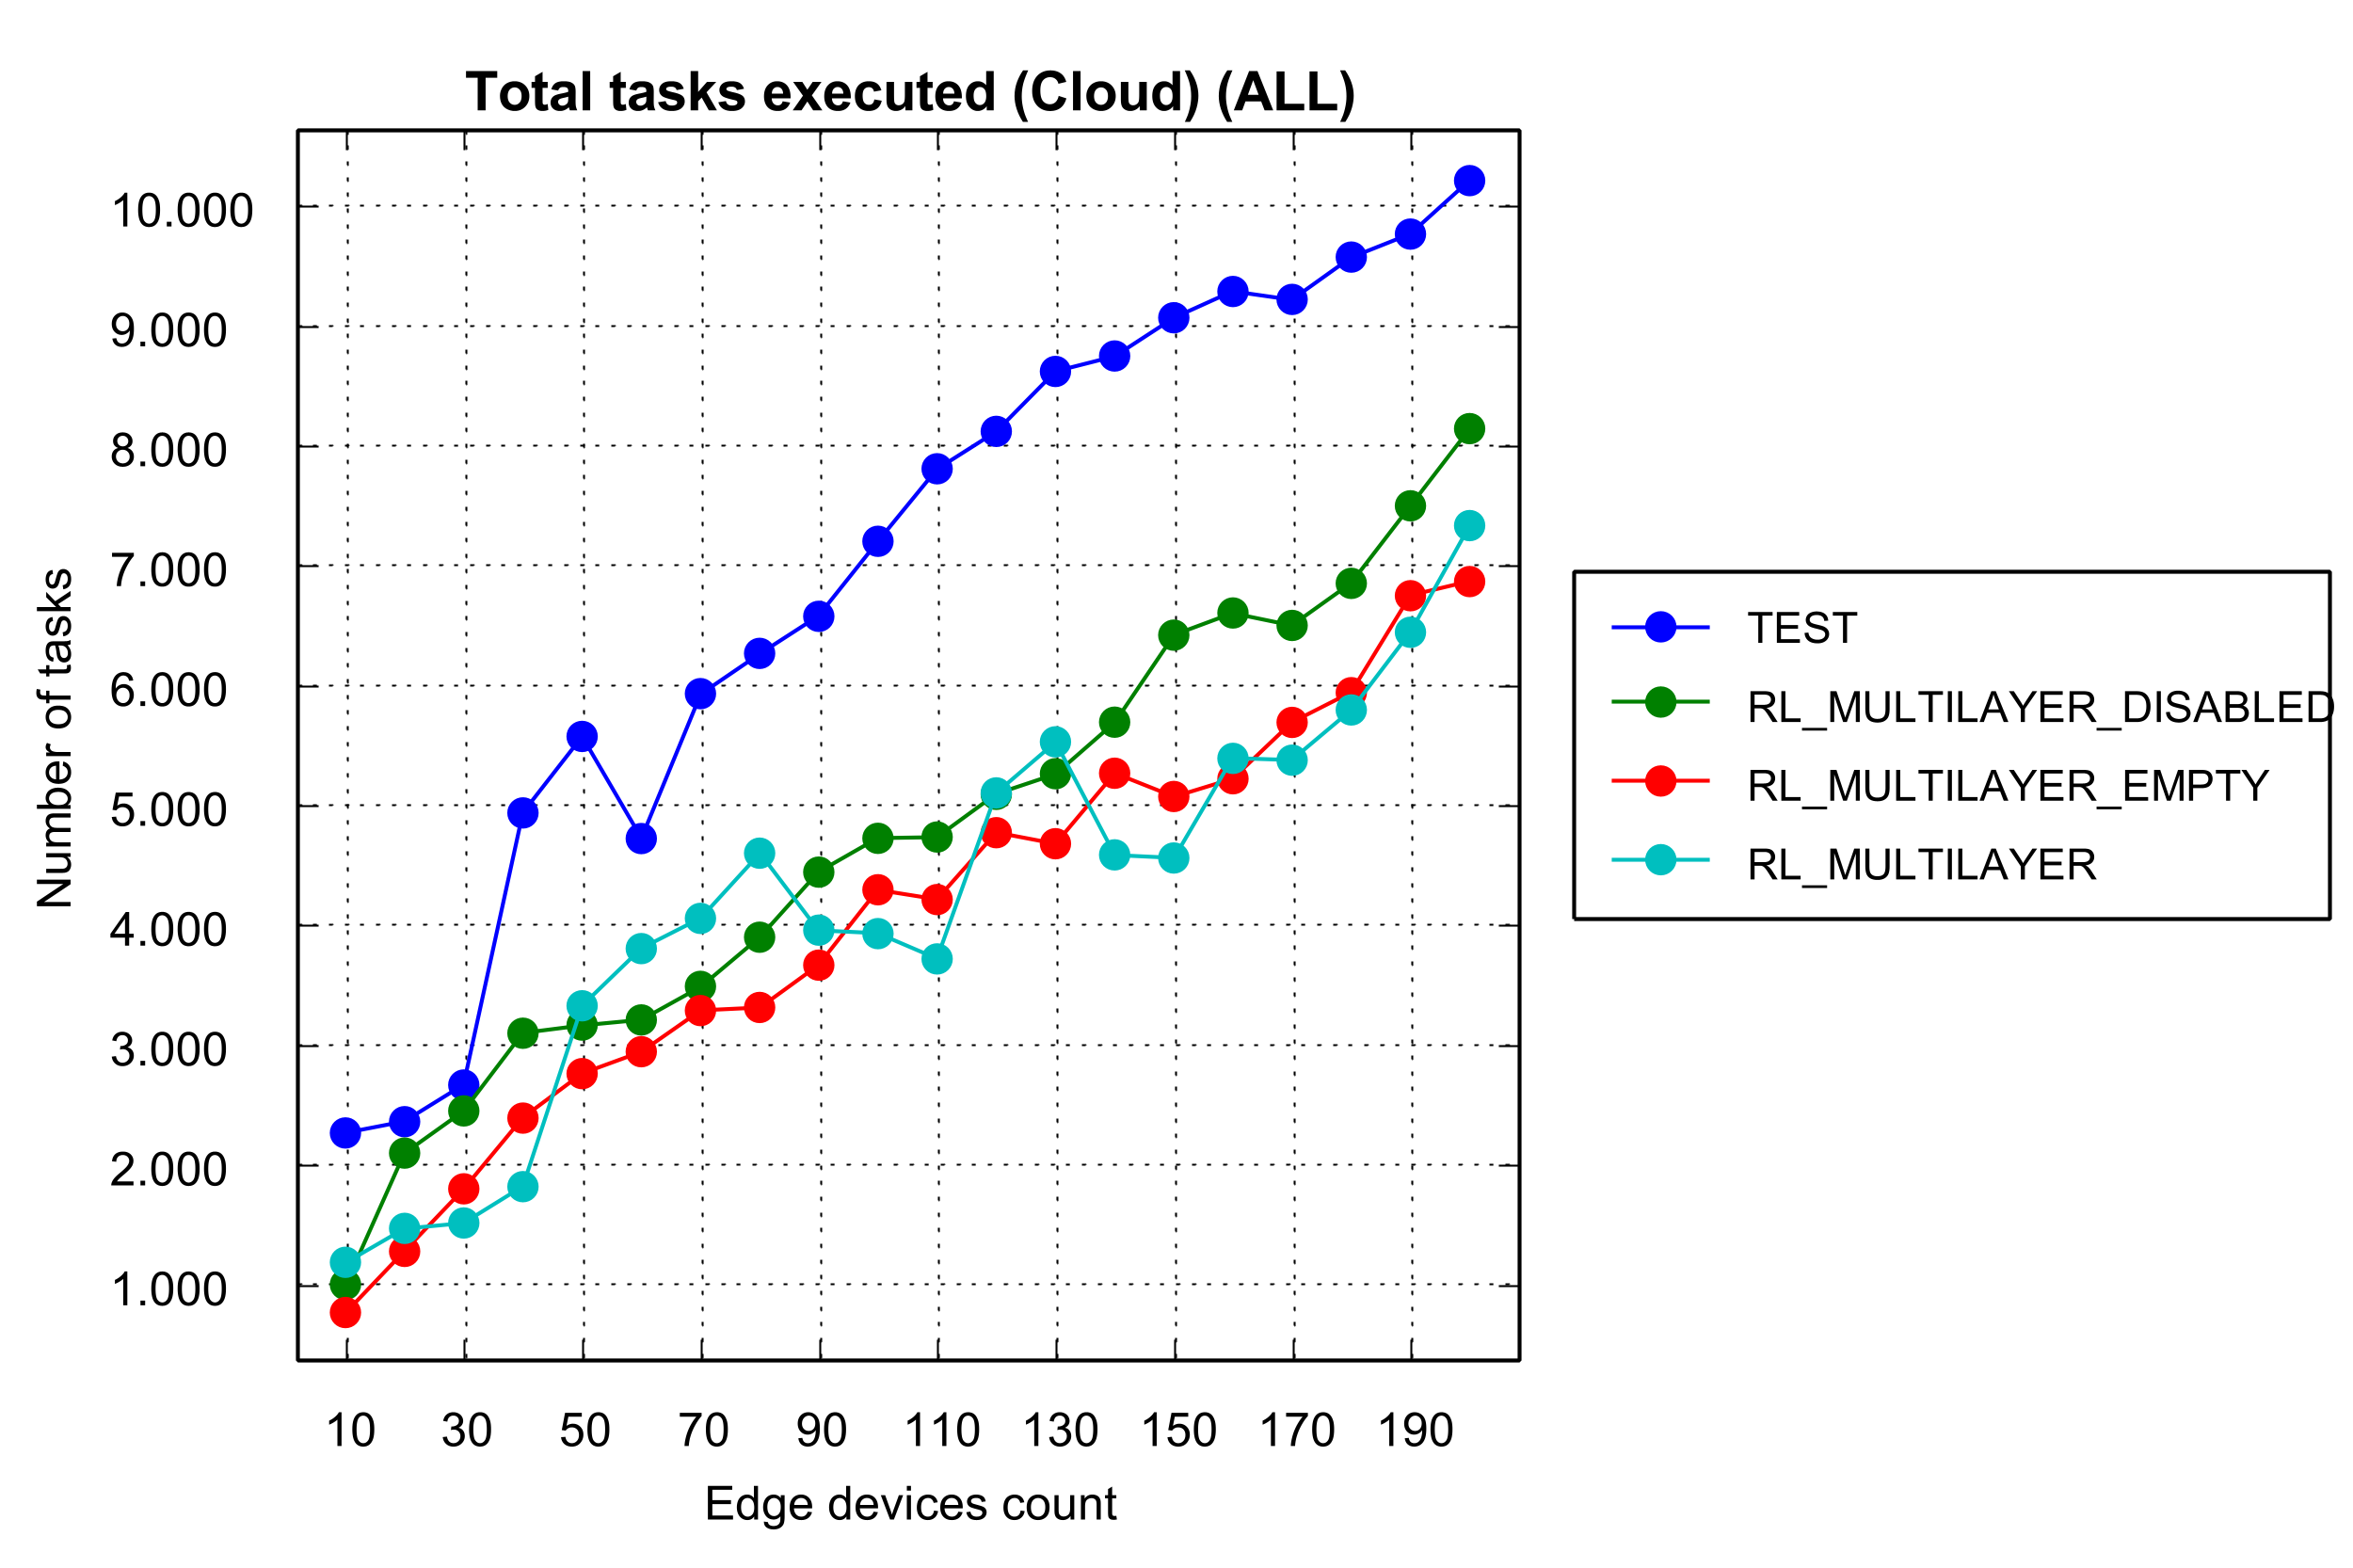 Total tasks executed (Cloud) (ALL)
10.000
9.000
8.000
7.000
6.000
5.000
4.000
3.000
2.000
1.000
Number of tasks
10 30 50 70 90 110 130 150 170 190
Edge devices count
TEST
RL_MULTILAYER_DISABLED
RL_MULTILAYER_EMPTY
RL_MULTILAYER